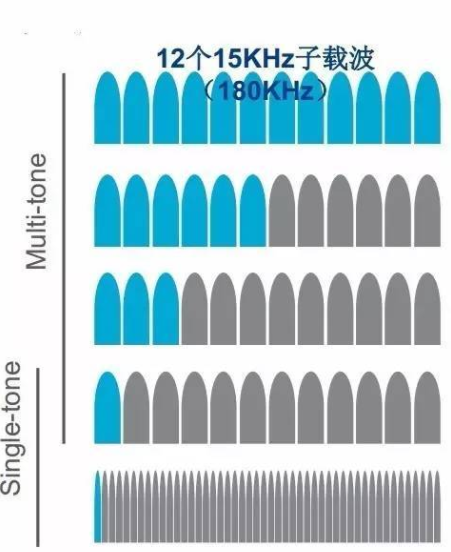 12个15KHz子载波
（180KHz）
Multi-tone
Single-tone